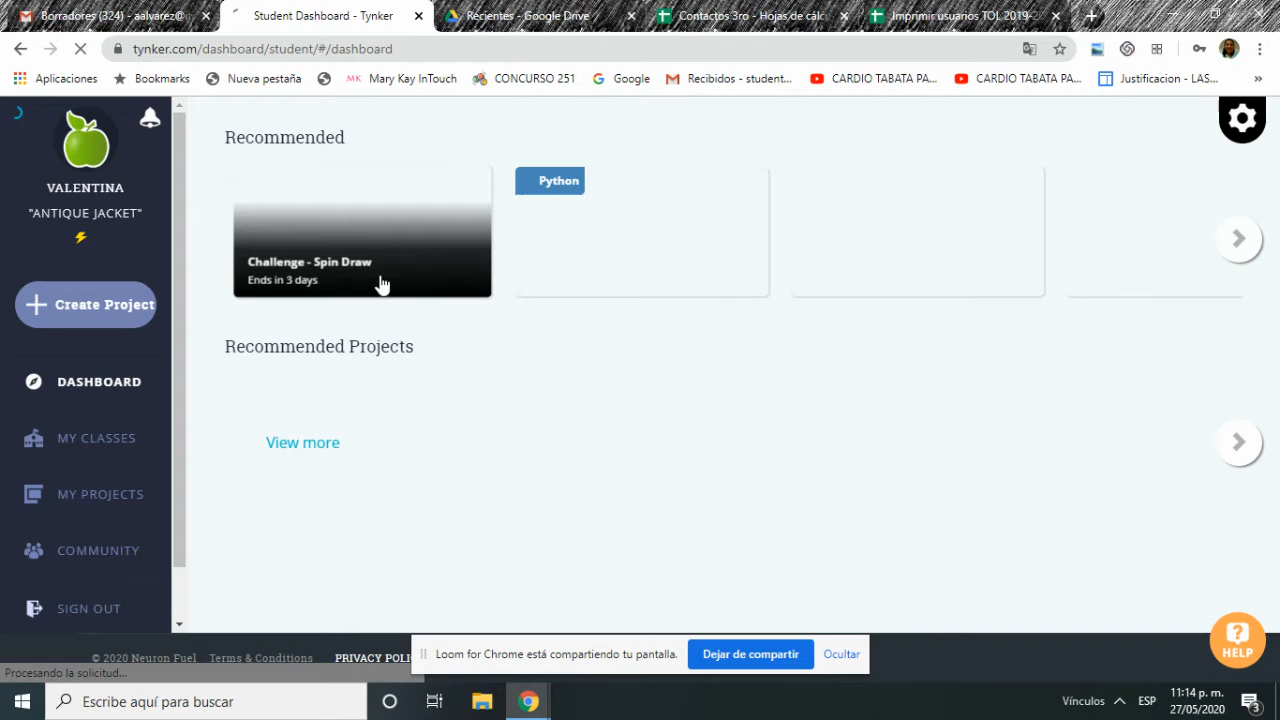 Borradores (324) - aalvarez@
Student Dashboard - Tynker
Recientes - Google Drive
Contactos 3ro - Hojas de cálc
Imprimir usuarios TOL 2019-2
tynker.com/dashboard/student/#/dashboard
Aplicaciones
Bookmarks
Nueva pestaña
MK Mary Kay InTouch
CONCURSO 251
Google
Recibidos - student...
CARDIO TABATA PA...
CARDIO TABATA PA...
Justificacion - LAS...
»
VALENTINA
"ANTIQUE JACKET"
Create Project
DASHBOARD
MY CLASSES
MY PROJECTS
COMMUNITY
SIGN OUT
Recommended
Challenge - Spin Draw
Ends in 3 days
Python
Recommended Projects
View more
HELP
© 2020 Neuron Fuel
Terms & Conditions
PRIVACY POLI
Loom for Chrome está compartiendo tu pantalla.
Dejar de compartir
Ocultar
Procesando la solicitud...
Escribe aquí para buscar
Vínculos
ESP
11:14 p. m.
27/05/2020
3